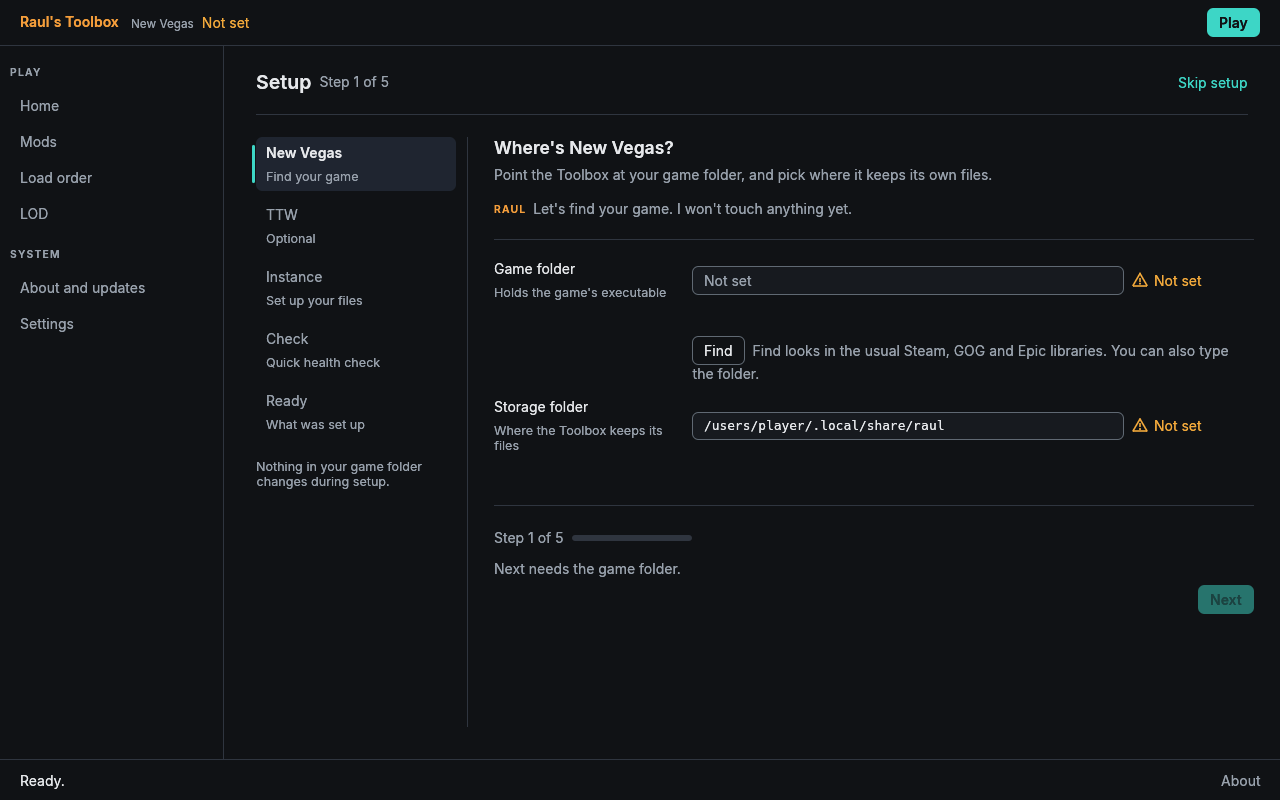 Raul's Toolbox New Vegas Not set Play
PLAY
Home
Mods
Load order
LOD
SYSTEM
About and updates
Settings
Setup Step 1 of 5
Skip setup
New Vegas
Find your game
TTW
Optional
Instance
Set up your files
Check
Quick health check
Ready
What was set up
Nothing in your game folder
changes during setup.
Where's New Vegas?
Point the Toolbox at your game folder, and pick where it keeps its own files.
RAUL Let's find your game. I won't touch anything yet.
Game folder
Holds the game's executable
Not set
Not set
Find Find looks in the usual Steam, GOG and Epic libraries. You can also type
the folder.
Storage folder
Where the Toolbox keeps its
files
/users/player/.local/share/raul
Not set
Step 1 of 5
Next needs the game folder.
Next
Ready.
About